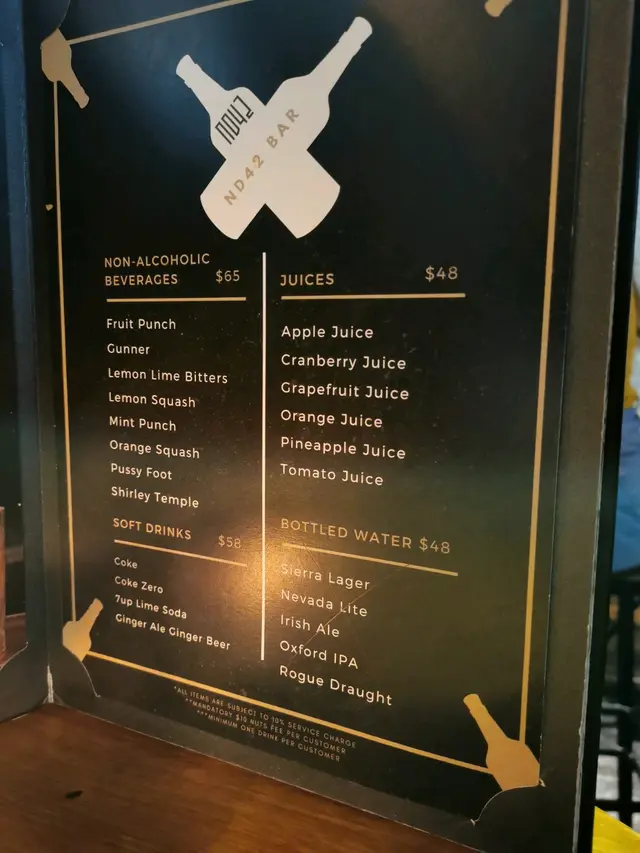 ND42
ND42 BAR
NON-ALCOHOLIC
BEVERAGES $65
Fruit Punch
Gunner
Lemon Lime Bitters
Lemon Squash
Mint Punch
Orange Squash
Pussy Foot
Shirley Temple
SOFT DRINKS $58
Coke
Coke Zero
7up Lime Soda
Ginger Ale Ginger Beer
JUICES $48
Apple Juice
Cranberry Juice
Grapefruit Juice
Orange Juice
Pineapple Juice
Tomato Juice
BOTTLED WATER $48
Sierra Lager
Nevada Lite
Irish Ale
Oxford IPA
Rogue Draught
*ALL ITEMS ARE SUBJECT TO 10% SERVICE CHARGE
**MANDATORY $10 NUTS FEE PER CUSTOMER
***MINIMUM ONE DRINK PER CUSTOMER